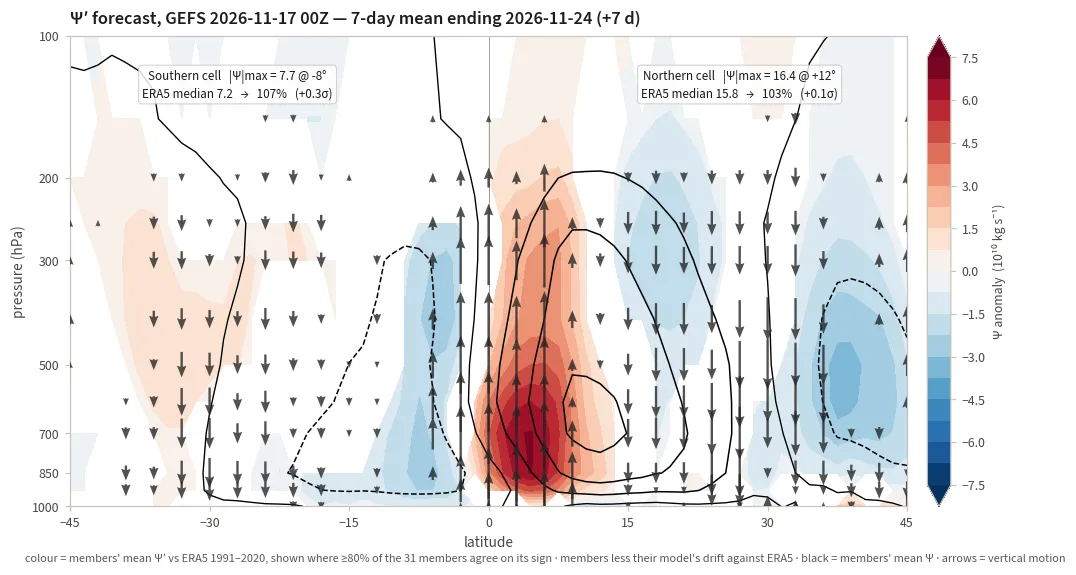 Ψ′ forecast, GEFS 2026-11-17 00Z — 7-day mean ending 2026-11-24 (+7 d)
Southern cell |Ψ|max = 7.7 @ -8°
ERA5 median 7.2 → 107% (+0.3σ)
Northern cell |Ψ|max = 16.4 @ +12°
ERA5 median 15.8 → 103% (+0.1σ)
pressure (hPa)
100
200
300
400
500
700
850
1000
−45
−30
−15
0
15
30
45
latitude
7.5
6.0
4.5
3.0
1.5
0.0
−1.5
−3.0
−4.5
−6.0
−7.5
Ψ anomaly (10¹⁰ kg s⁻¹)
colour = members' mean Ψ′ vs ERA5 1991–2020, shown where ≥80% of the 31 members agree on its sign · members less their model's drift against ERA5 · black = members' mean Ψ · arrows = vertical motion